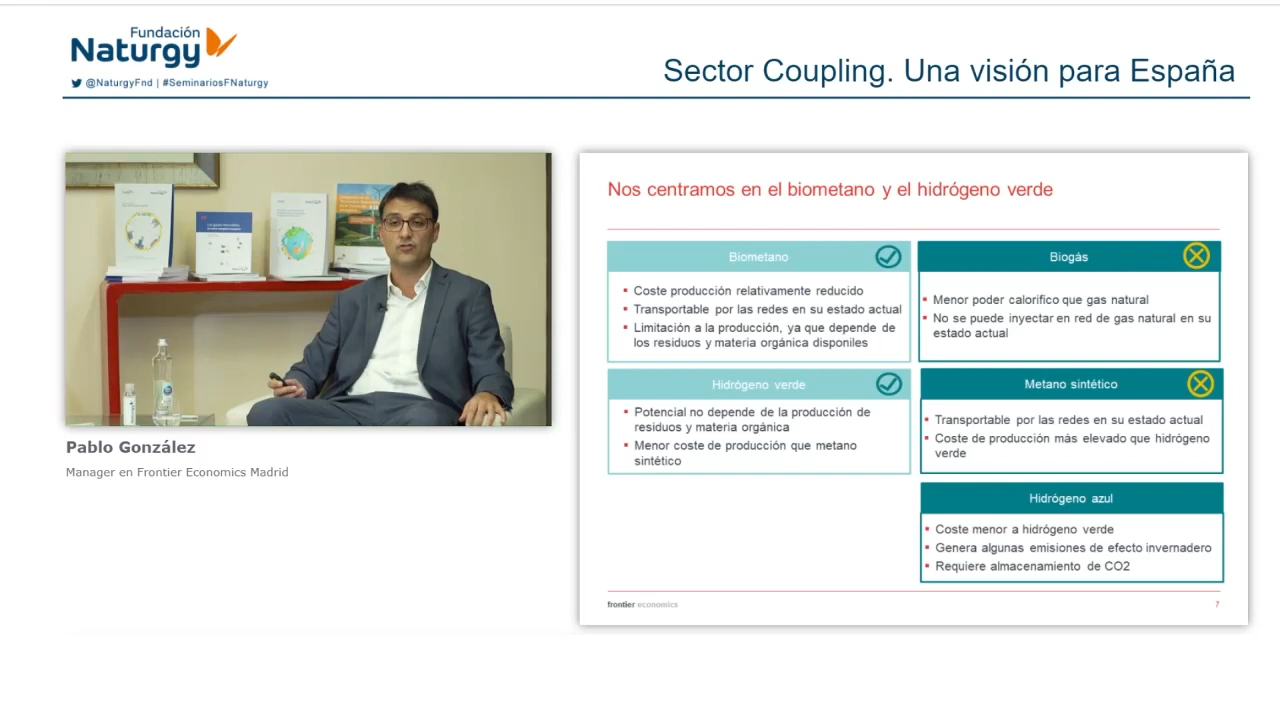 Fundación
Naturgy
@NaturgyFnd | #SeminariosFNaturgy
Sector Coupling. Una visión para España
Pablo González
Manager en Frontier Economics Madrid
Nos centramos en el biometano y el hidrógeno verde
Biometano
Coste producción relativamente reducido
Transportable por las redes en su estado actual
Limitación a la producción, ya que depende de
los residuos y materia orgánica disponiles
Biogás
Menor poder calorifico que gas natural
No se puede inyectar en red de gas natural en su
estado actual
Hidrógeno verde
Potencial no depende de la producción de
residuos y materia orgánica
Menor coste de producción que metano
sintético
Metano sintético
Transportable por las redes en su estado actual
Coste de producción más elevado que hidrógeno
verde
Hidrógeno azul
Coste menor a hidrógeno verde
Genera algunas emisiones de efecto invernadero
Requiere almacenamiento de CO2
frontier economics
7